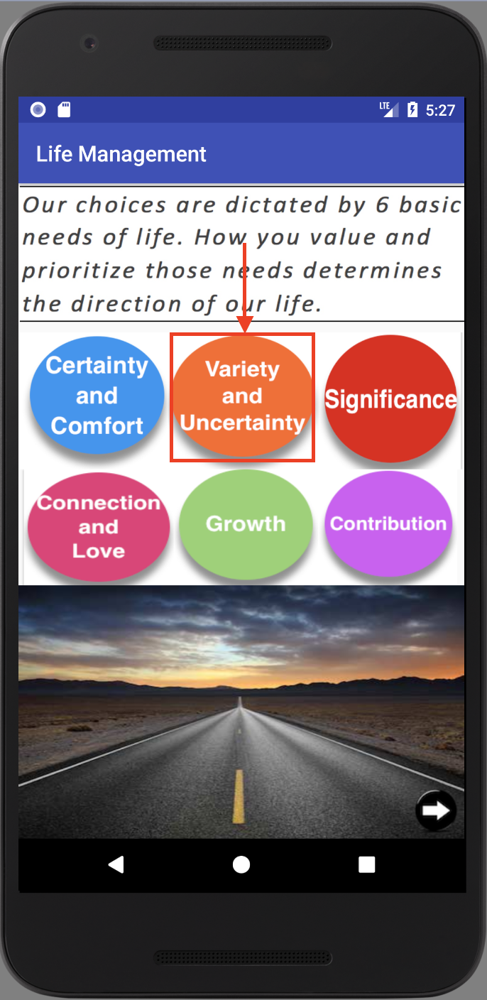 LTE 5:27
Life Management
Our choices are dictated by 6 basic
needs of life. How you value and
prioritize those needs determines
the direction of our life.
Certainty
and
Comfort
Variety
and
Uncertainty
Significance
Connection
and
Love
Growth
Contribution